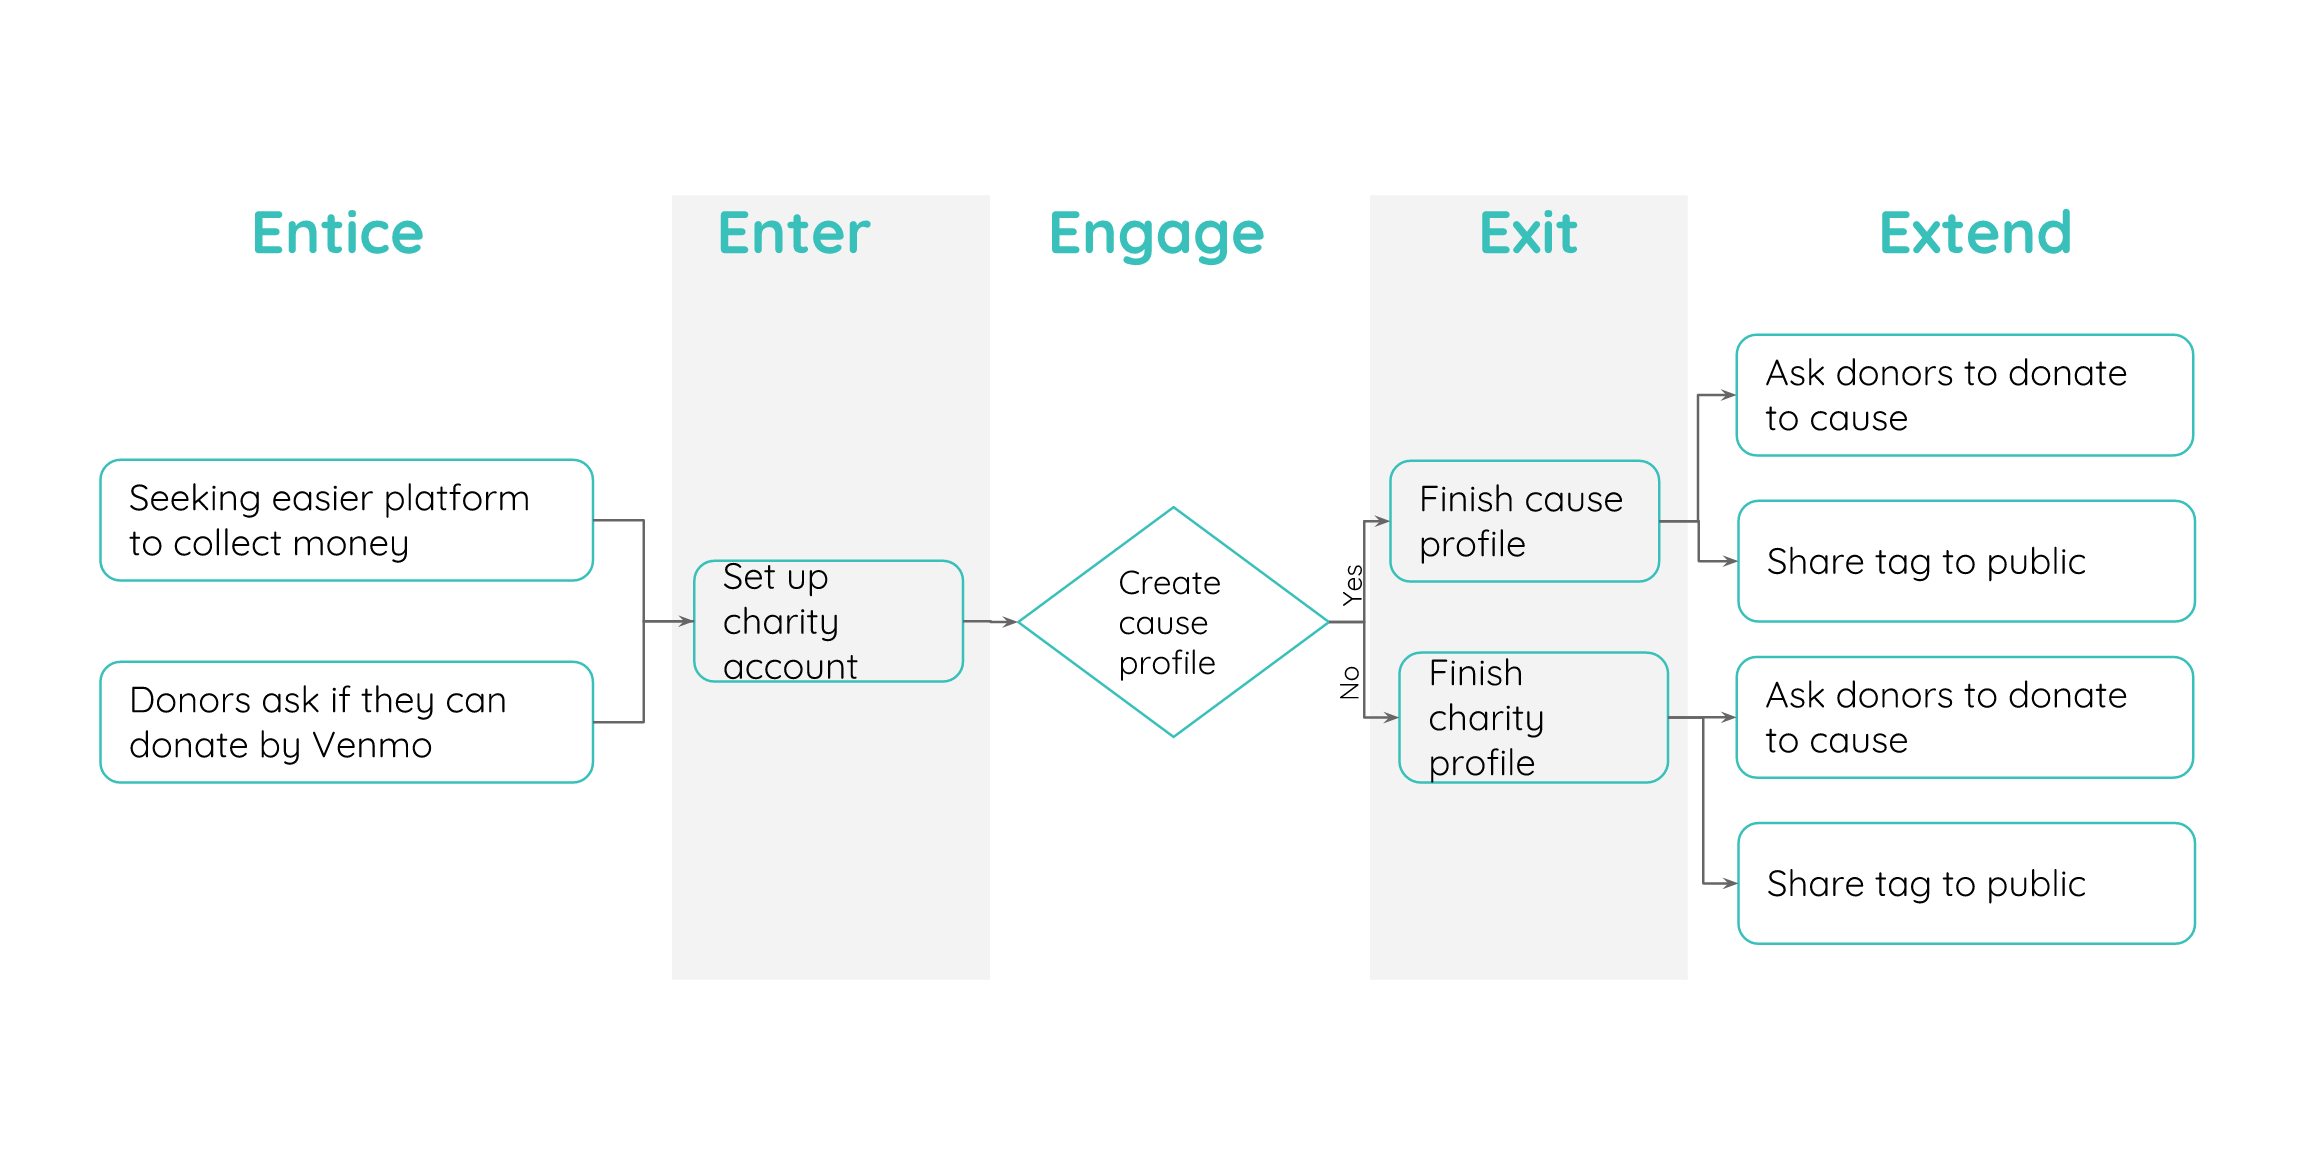 Entice
Enter
Engage
Exit
Extend
Seeking easier platform
to collect money
Donors ask if they can
donate by Venmo
Set up
charity
account
Create
cause
profile
Yes
No
Finish cause
profile
Finish
charity
profile
Ask donors to donate
to cause
Share tag to public
Ask donors to donate
to cause
Share tag to public